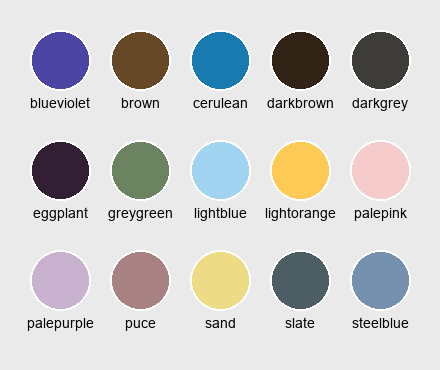 blueviolet brown cerulean darkbrown darkgrey
eggplant greygreen lightblue lightorange palepink
palepurple puce sand slate steelblue